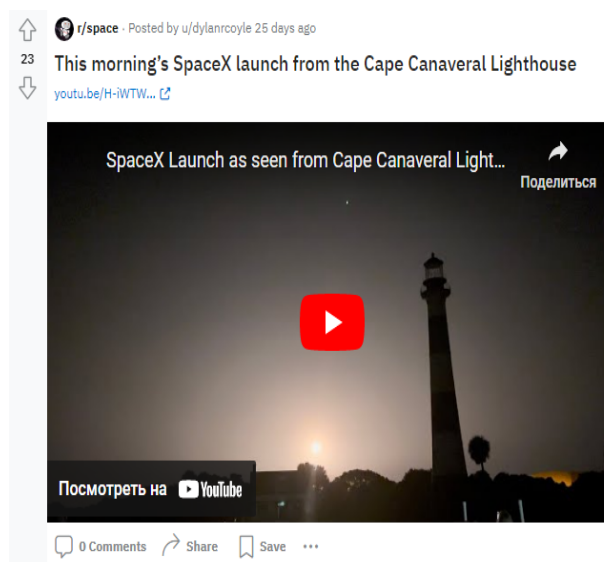 r/space · Posted by u/dylanrcoyle 25 days ago
23
This morning's SpaceX launch from the Cape Canaveral Lighthouse
youtu.be/H-iWTW...
SpaceX Launch as seen from Cape Canaveral Light...
Поделиться
Посмотреть на YouTube
0 Comments Share Save ...